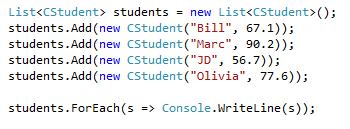 List<CStudent> students = new List<CStudent>();
students.Add(new CStudent("Bill", 67.1));
students.Add(new CStudent("Marc", 90.2));
students.Add(new CStudent("JD", 56.7));
students.Add(new CStudent("Olivia", 77.6));
students.ForEach(s => Console.WriteLine(s));